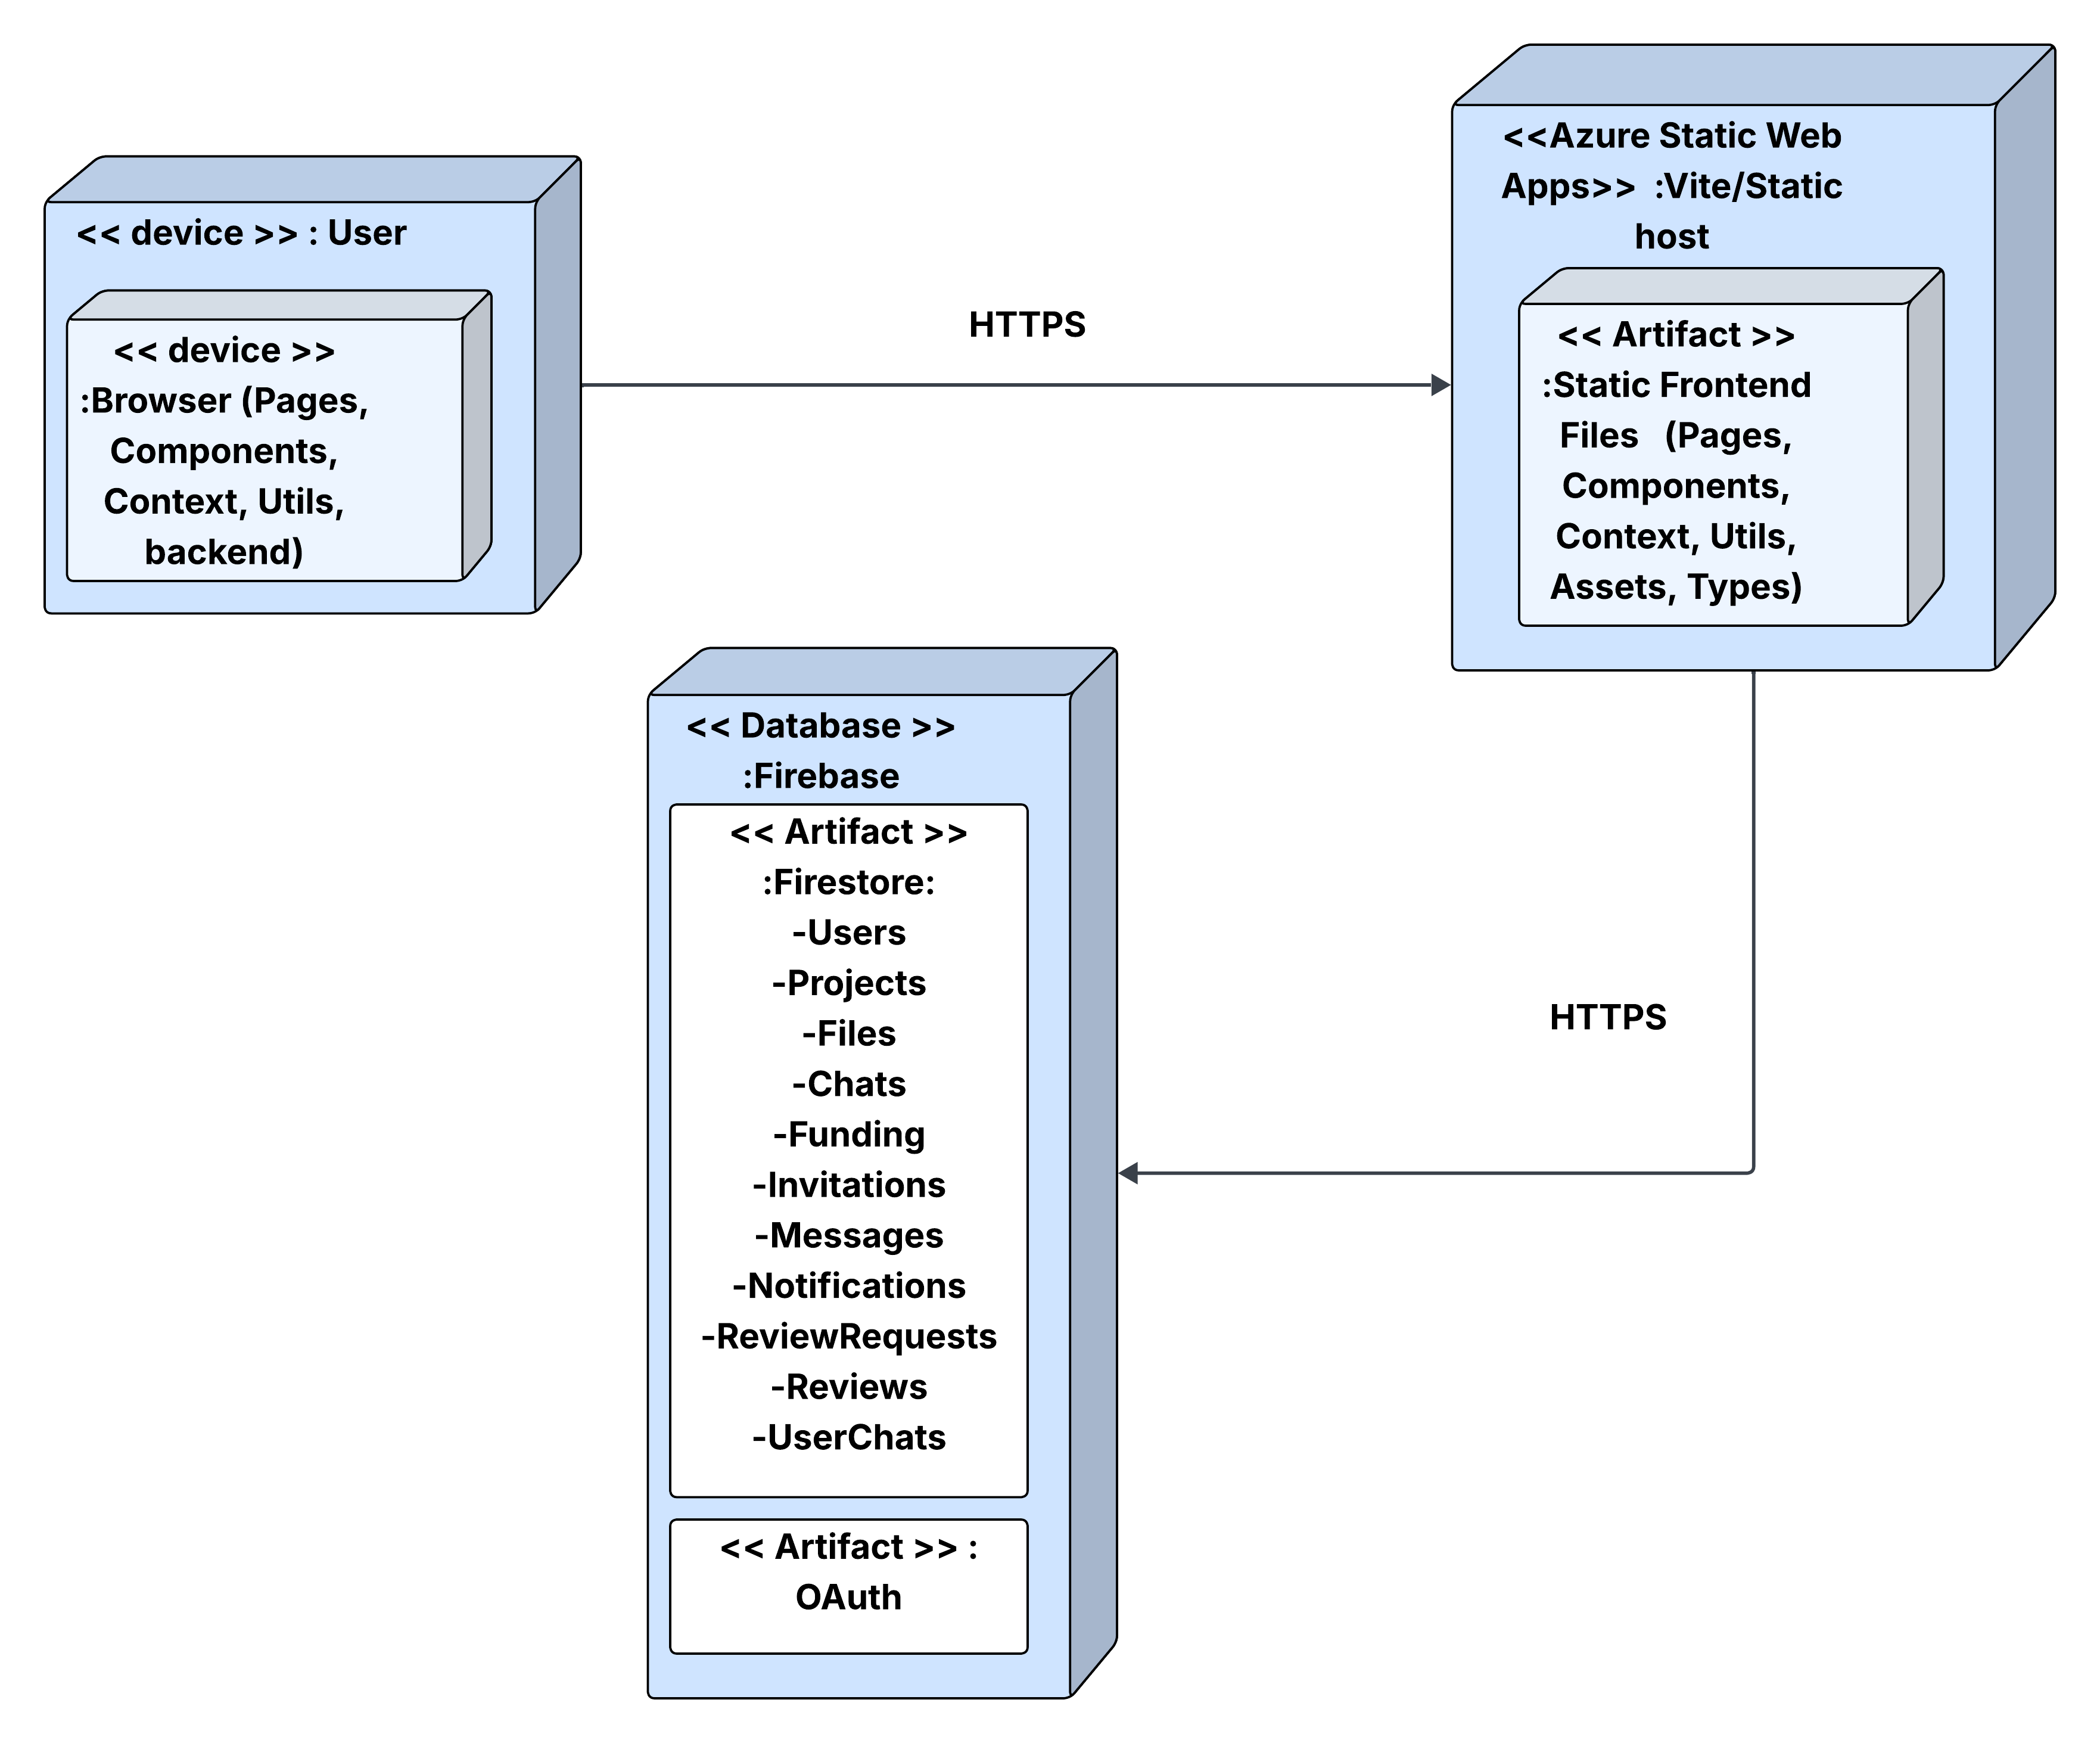 << device >> : User
<< device >>
:Browser (Pages,
Components,
Context, Utils,
backend)
HTTPS
<<Azure Static Web
Apps>>  :Vite/Static
host
<< Artifact >>
:Static Frontend
Files   (Pages,
Components,
Context, Utils,
Assets, Types)
HTTPS
<< Database >>
:Firebase
<< Artifact >>
:Firestore:
-Users
-Projects
-Files
-Chats
-Funding
-Invitations
-Messages
-Notifications
-ReviewRequests
-Reviews
-UserChats
<< Artifact >> :
OAuth